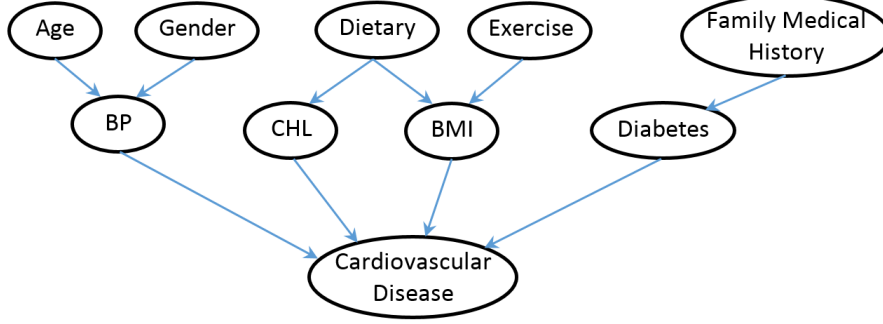 Age
Gender
Dietary
Exercise
Family Medical
History
BP
CHL
BMI
Diabetes
Cardiovascular
Disease